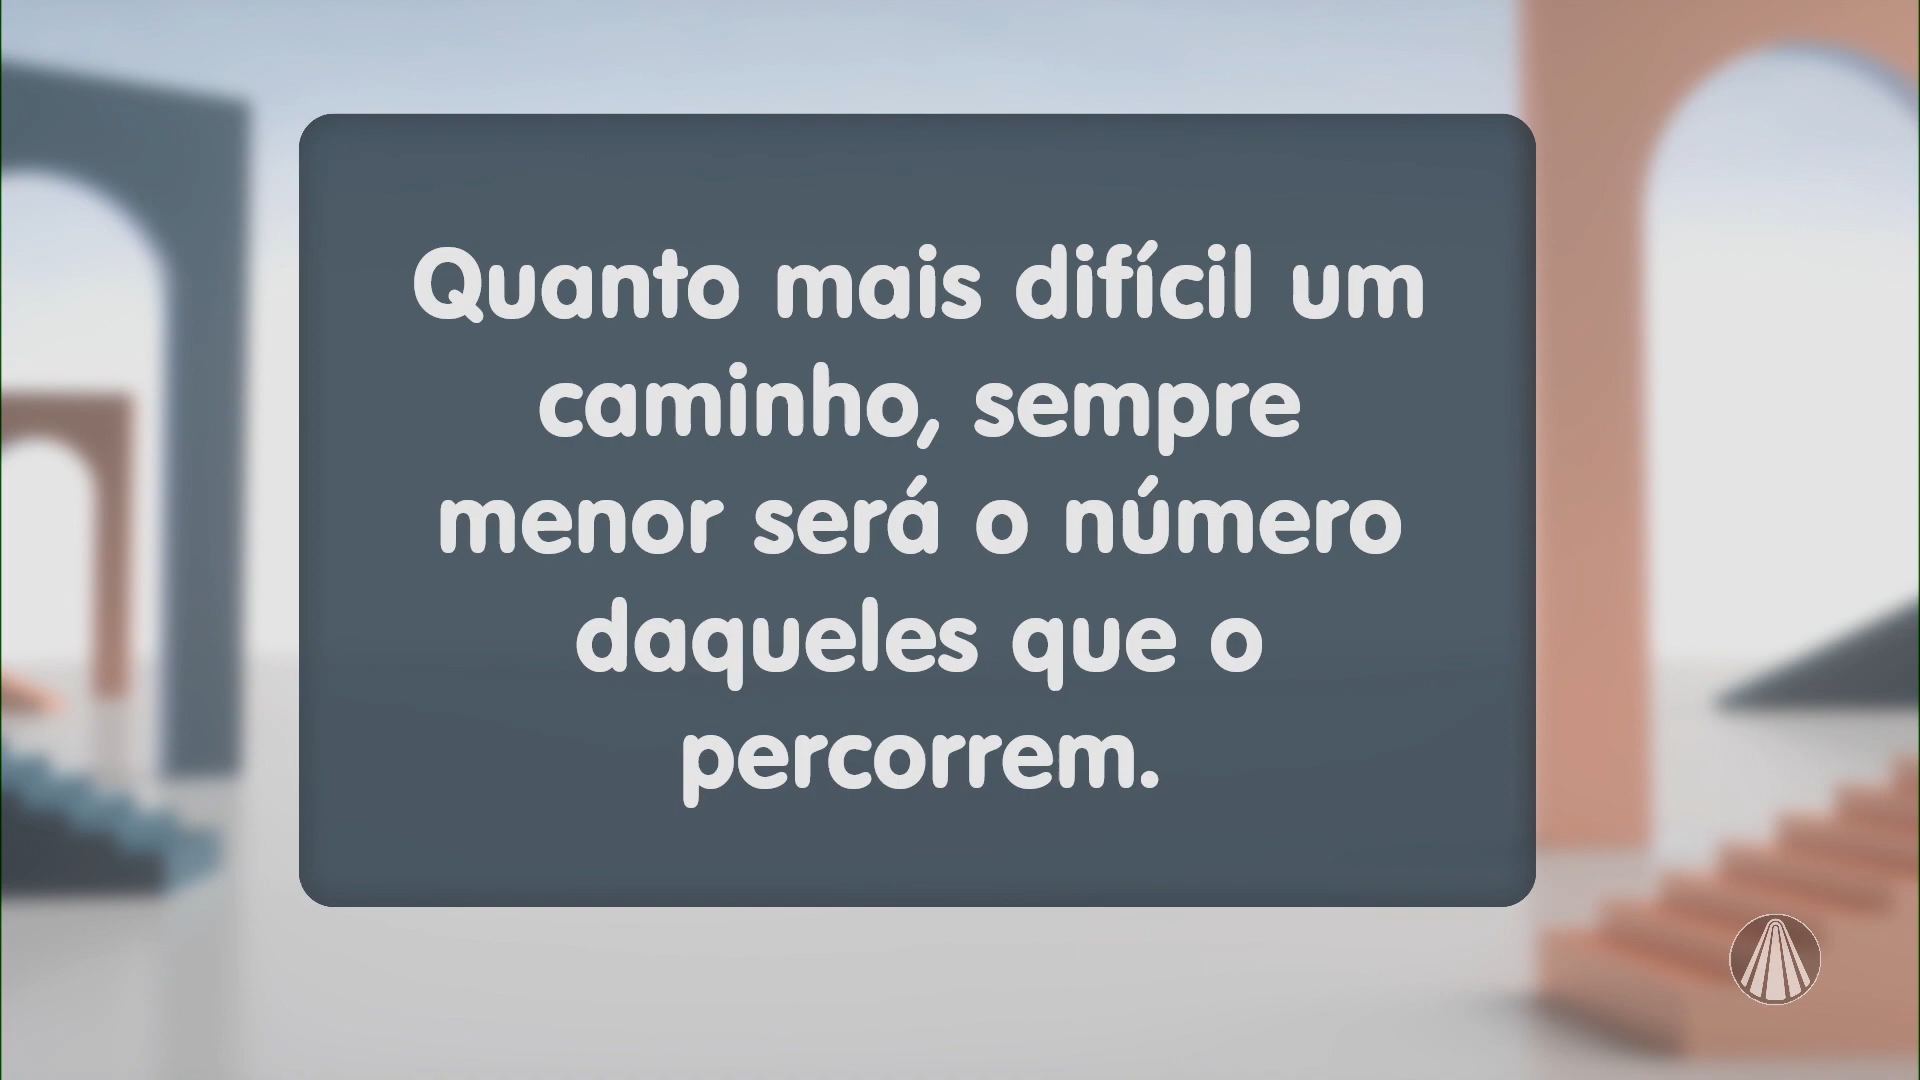 Quanto mais difícil um
caminho, sempre
menor será o número
daqueles que o
percorrem.